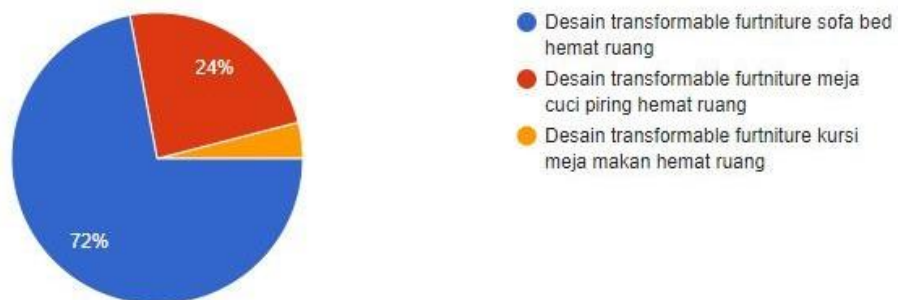 24%
72%
Desain transformable furtniture sofa bed
hemat ruang
Desain transformable furtniture meja
cuci piring hemat ruang
Desain transformable furtniture kursi
meja makan hemat ruang